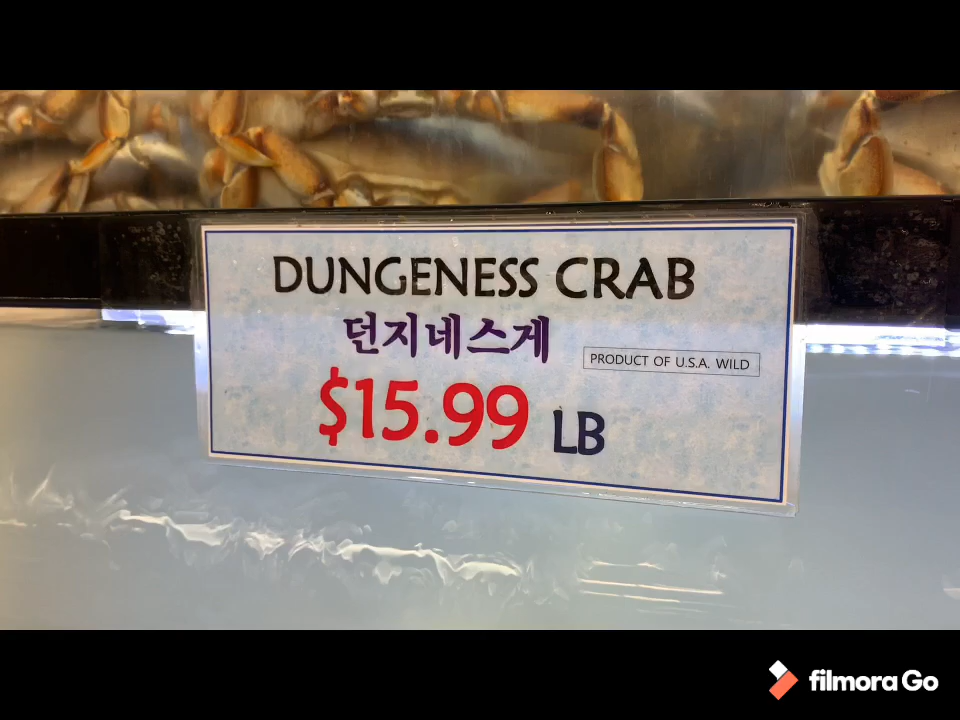 DUNGENESS CRAB
던지네스게
PRODUCT OF U.S.A. WILD
$15.99 LB
filmora Go